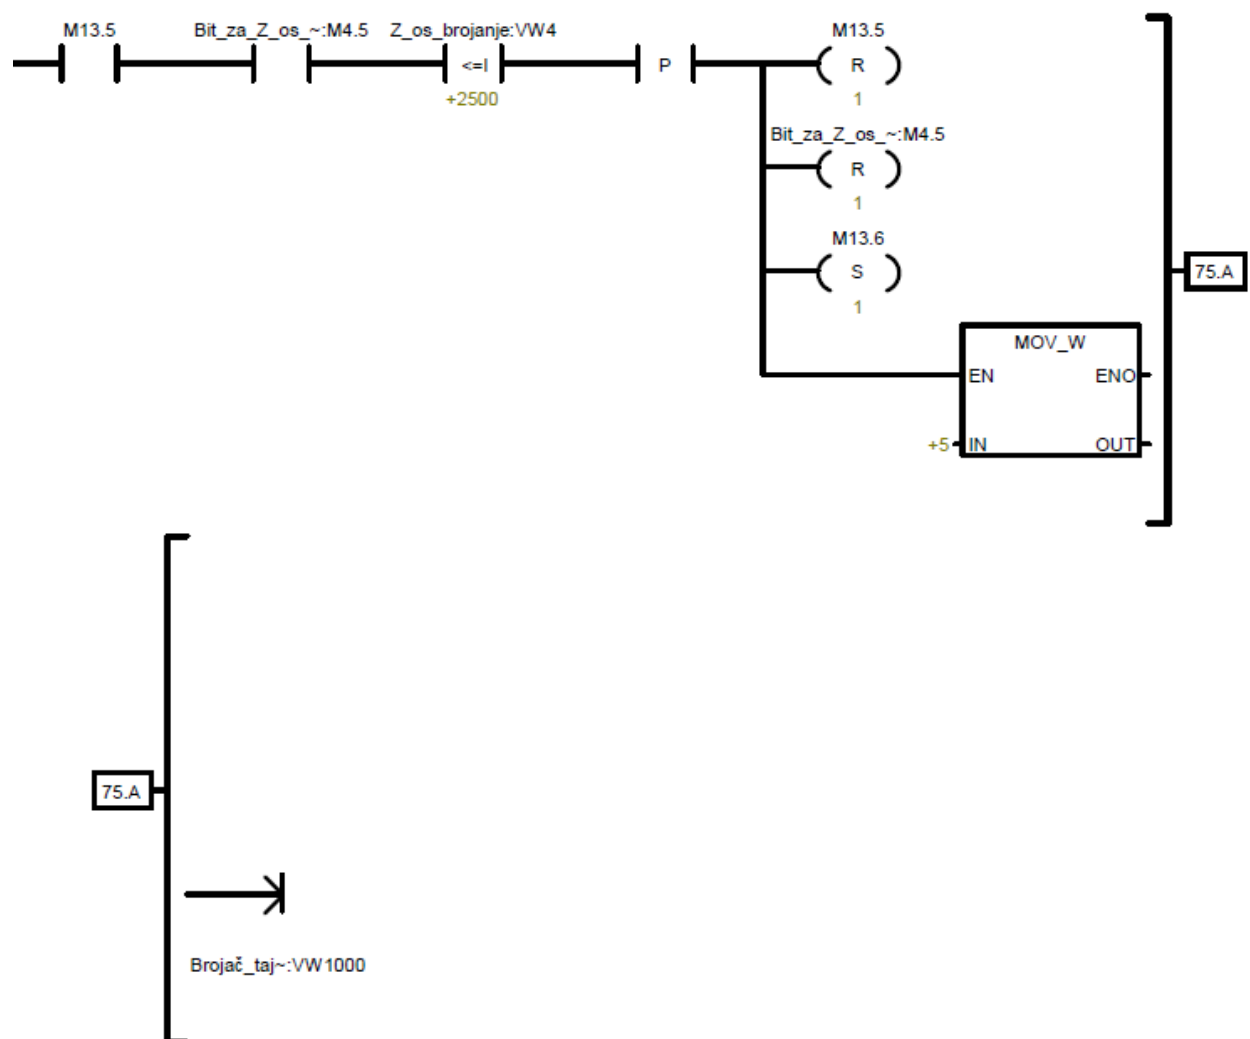 M13.5 Bit_za_Z_os_~:M4.5 Z_os_brojanje:VW4 M13.5
<=I P R
+2500 1
Bit_za_Z_os_~:M4.5
R
1
M13.6
S
1
75.A
MOV_W
EN ENO
+5 IN OUT
75.A
Brojač_taj~:VW1000